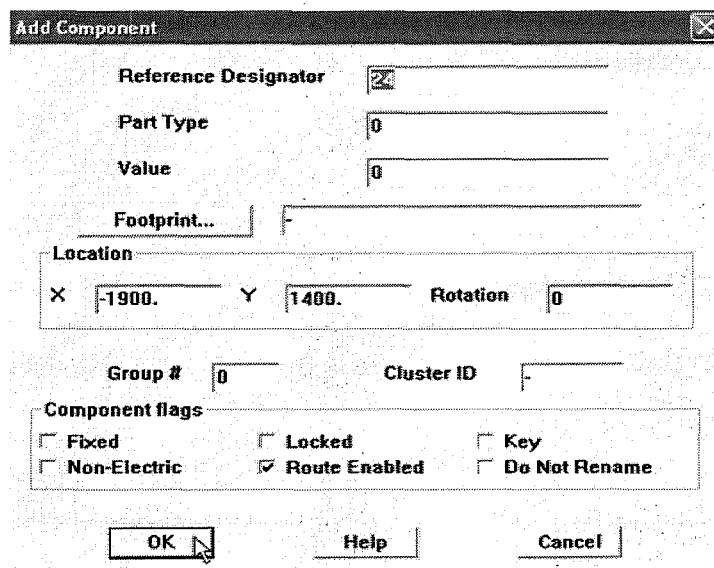 Add Component
Reference Designator 24
Part Type 0
Value 0
Footprint... -
Location
X -1900. Y 1400. Rotation 0
Group # 0 Cluster ID -
Component flags
Fixed Locked Key
Non-Electric Route Enabled Do Not Rename
OK Help Cancel